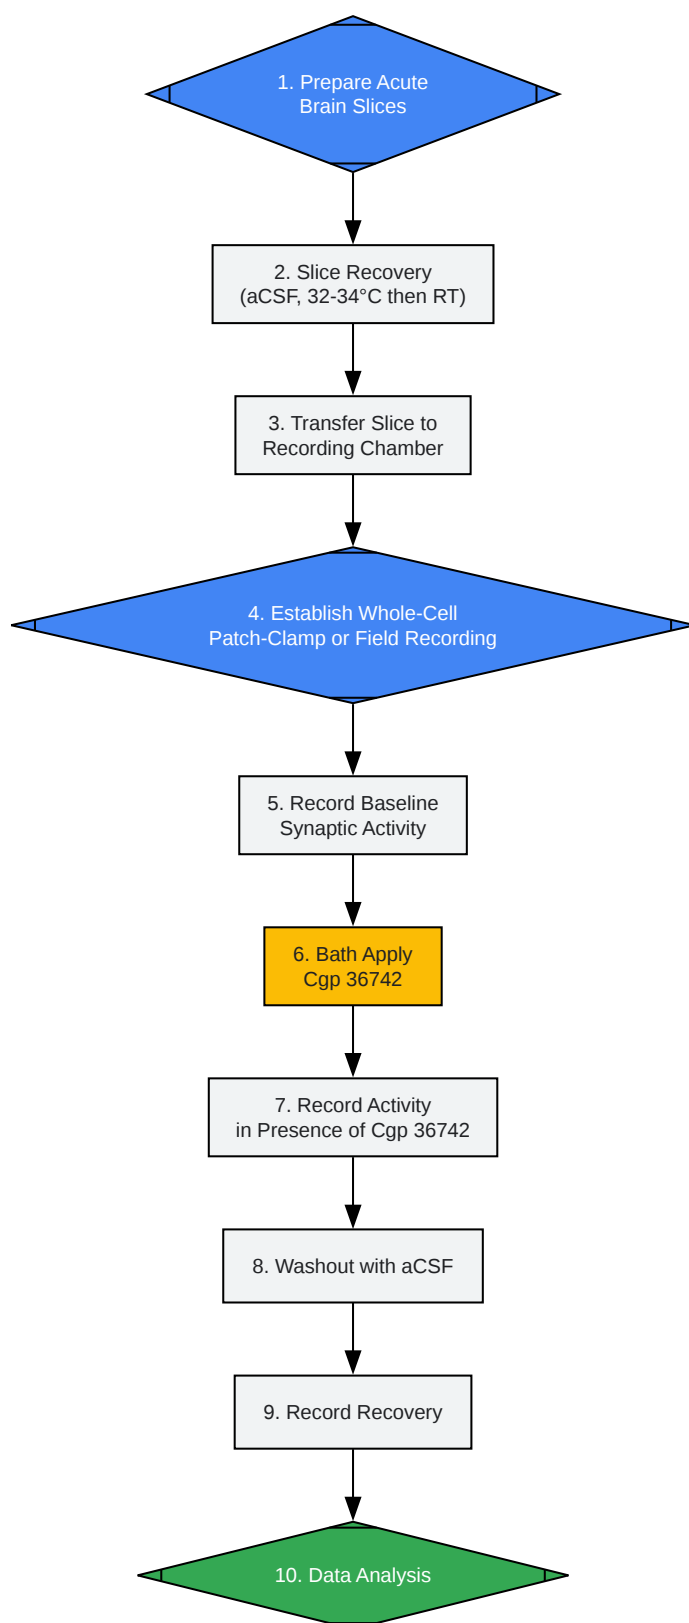 1. Prepare Acute
Brain Slices
2. Slice Recovery
(aCSF, 32-34°C then RT)
3. Transfer Slice to
Recording Chamber
4. Establish Whole-Cell
Patch-Clamp or Field Recording
5. Record Baseline
Synaptic Activity
6. Bath Apply
Cgp 36742
7. Record Activity
in Presence of Cgp 36742
8. Washout with aCSF
9. Record Recovery
10. Data Analysis